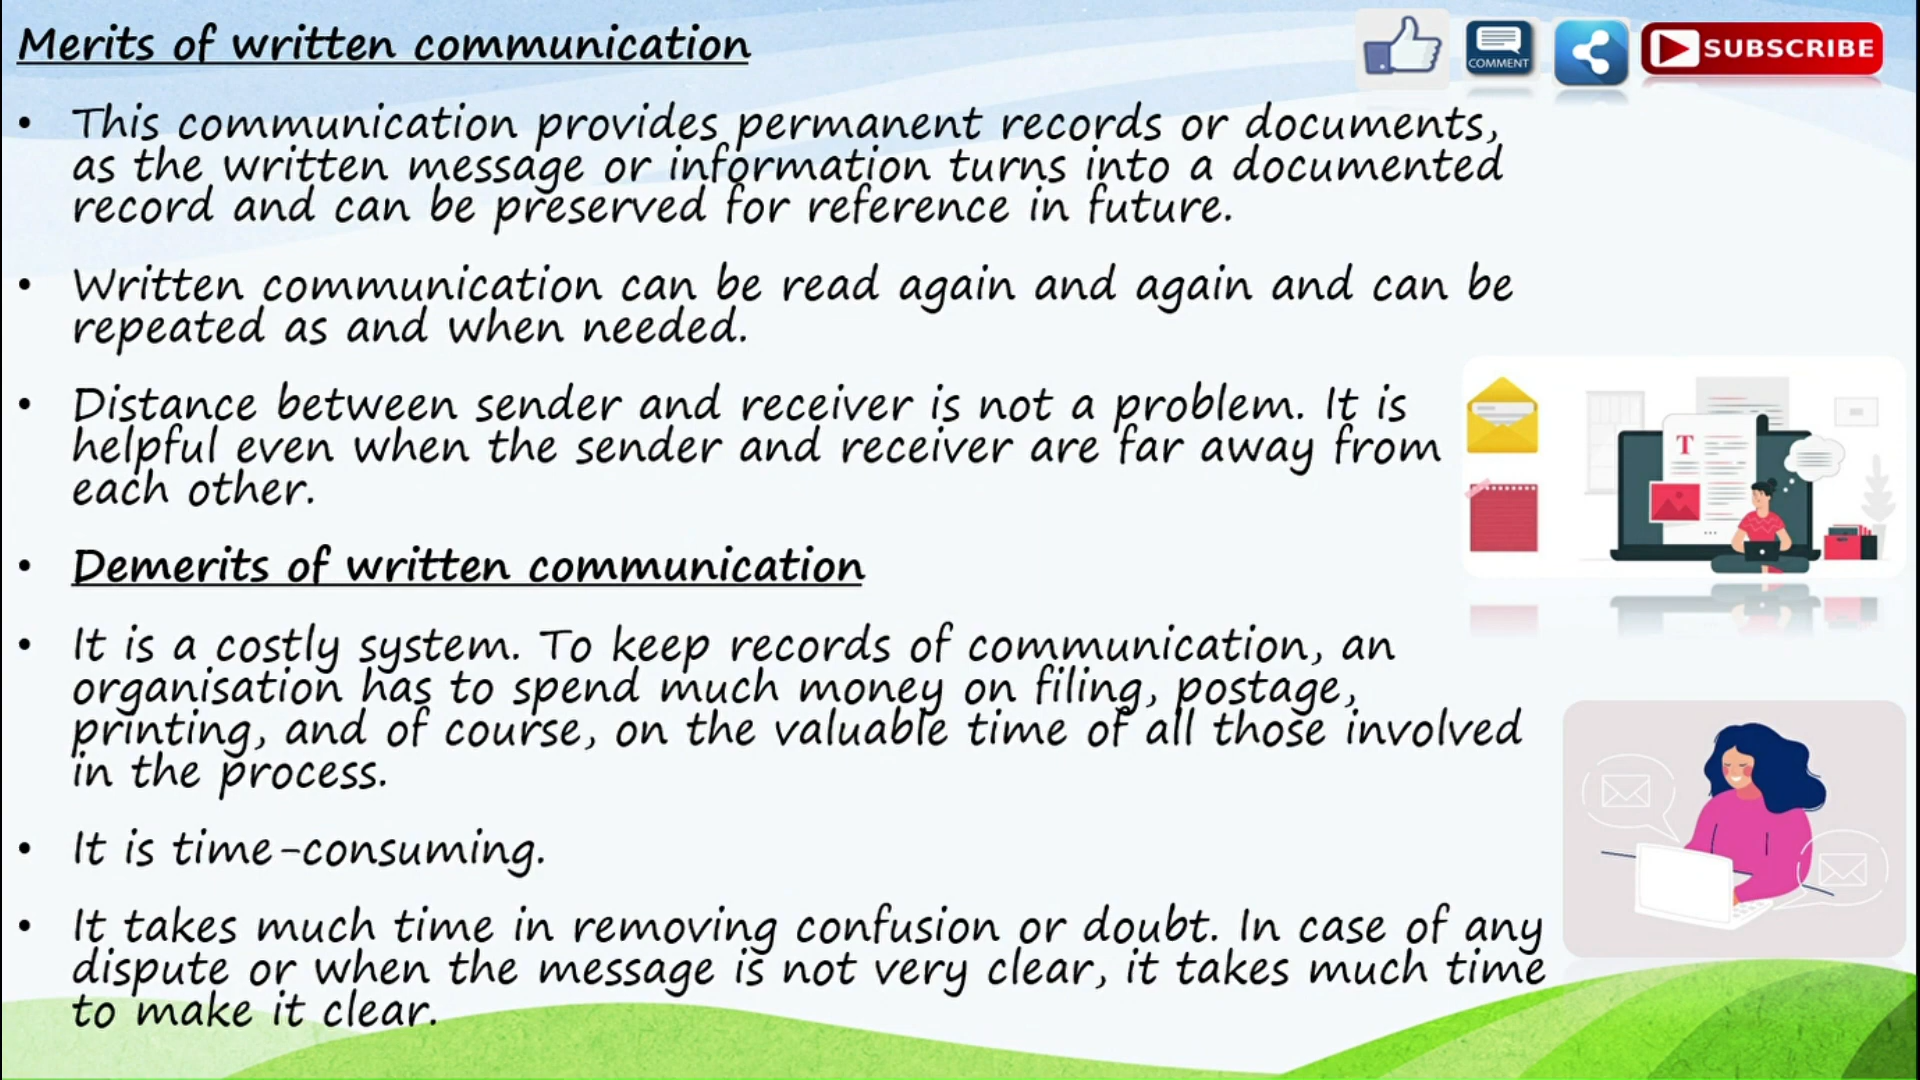 Merits of written communication
COMMENT
SUBSCRIBE
• This communication provides permanent records or documents,
as the written message or information turns into a documented
record and can be preserved for reference in future.
• Written communication can be read again and again and can be
repeated as and when needed.
• Distance between sender and receiver is not a problem. It is
helpful even when the sender and receiver are far away from
each other.
T
• Demerits of written communication
• It is a costly system. To keep records of communication, an
organisation has to spend much money on filing, postage,
printing, and of course, on the valuable time of all those involved
in the process.
• It is time-consuming.
• It takes much time in removing confusion or doubt. In case of any
dispute or when the message is not very clear, it takes much time
to make it clear.